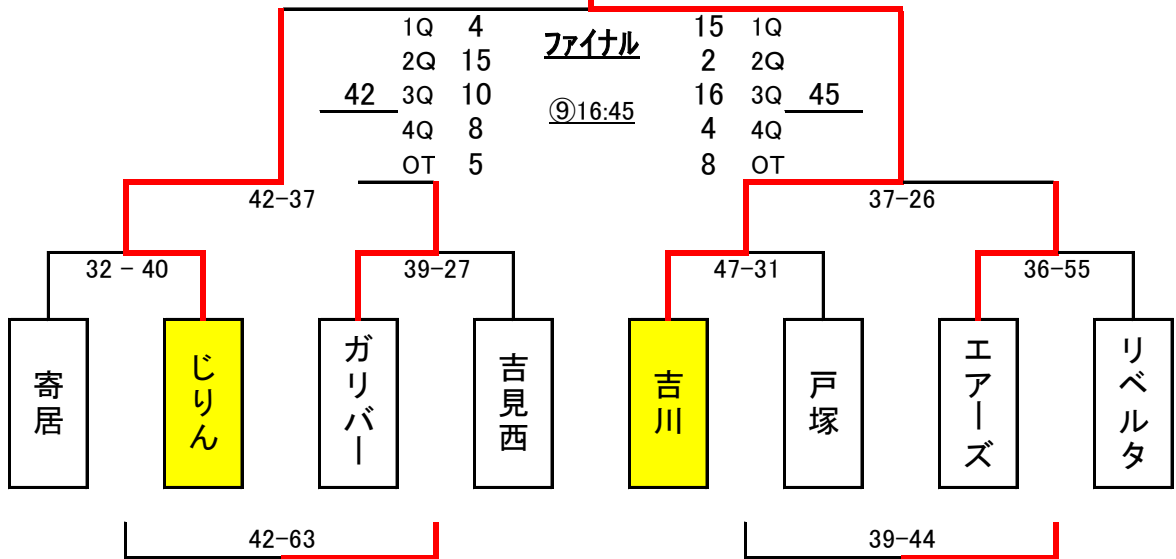 1Q 4 ファイナル 15 1Q
2Q 15 2 2Q
42 3Q 10 ⑨16:45 16 3Q 45
4Q 8 4 4Q
OT 5 8 OT
42-37 37-26
32 - 40 39-27 47-31 36-55
寄居 じりん ガリバー 吉見西 吉川 戸塚 エアーズ リベルタ
42-63 39-44